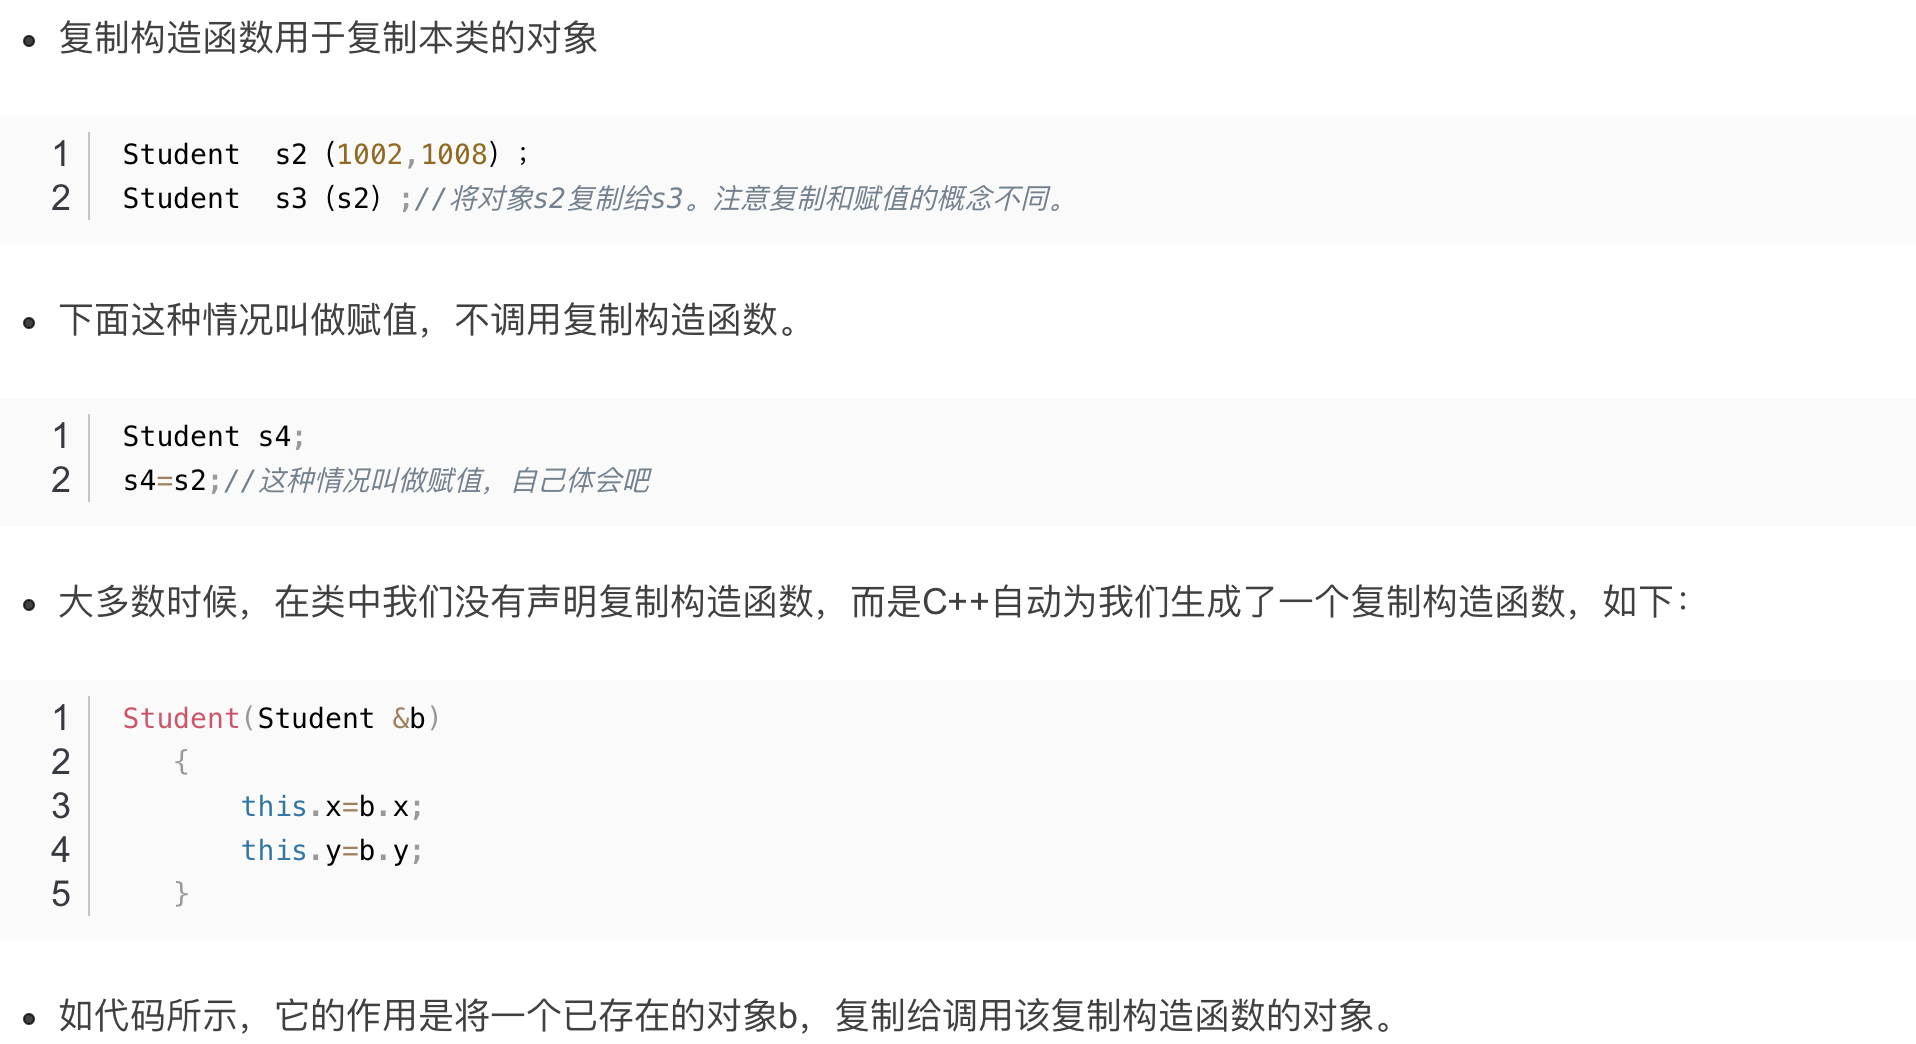 • 复制构造函数用于复制本类的对象
1 Student  s2（1002,1008）;
2 Student  s3（s2）;//将对象s2复制给s3。注意复制和赋值的概念不同。
• 下面这种情况叫做赋值，不调用复制构造函数。
1 Student s4;
2 s4=s2;//这种情况叫做赋值，自己体会吧
• 大多数时候，在类中我们没有声明复制构造函数，而是C++自动为我们生成了一个复制构造函数，如下：
1 Student(Student &b)
2    {
3        this.x=b.x;
4        this.y=b.y;
5    }
• 如代码所示，它的作用是将一个已存在的对象b，复制给调用该复制构造函数的对象。